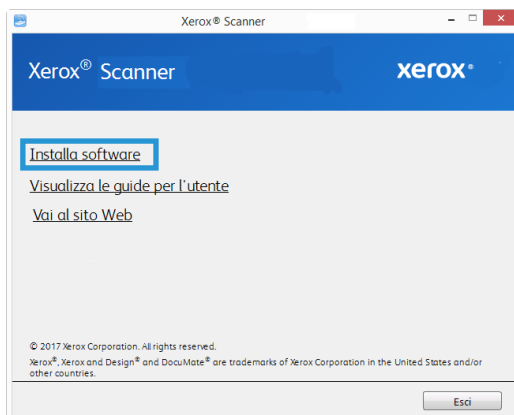 Xerox® Scanner
Xerox® Scanner
xerox®
Installa software
Visualizza le guide per l'utente
Vai al sito Web
© 2017 Xerox Corporation. All rights reserved.
Xerox®, Xerox and Design® and DocuMate® are trademarks of Xerox Corporation in the United States and/or
other countries.
Esci